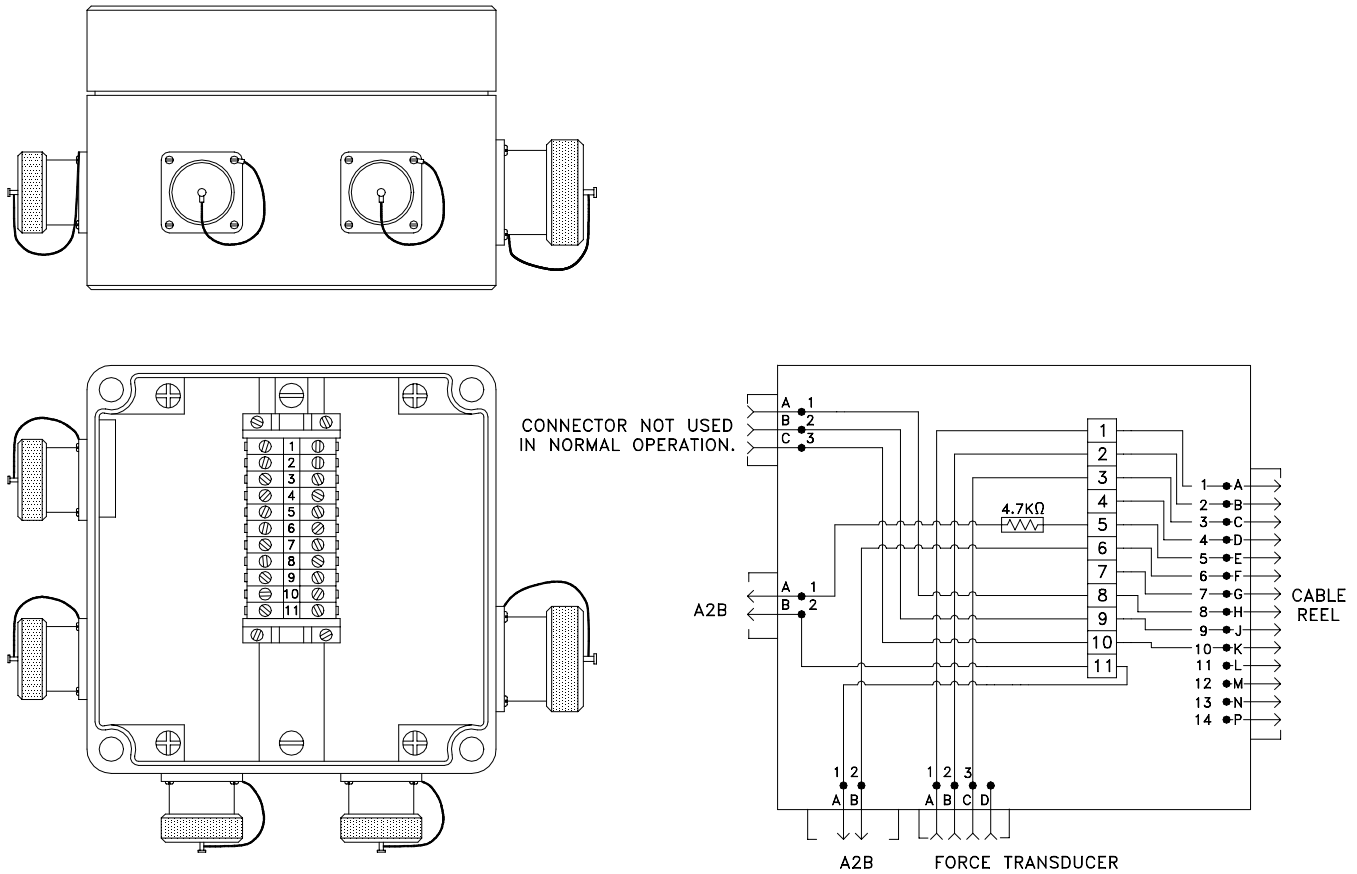 CONNECTOR NOT USED
IN NORMAL OPERATION.
A 1
B 2
C 3
1
2
3
4
5
6
7
8
9
10
11
4.7KΩ
A 1
B 2
A2B
1
2
3
4
5
6
7
8
9
10
11
1 A
2 B
3 C
4 D
5 E
6 F
7 G
8 H
9 J
10 K
11 L
12 M
13 N
14 P
CABLE
REEL
1 2
A B
A2B
1 2 3
A B C D
FORCE TRANSDUCER